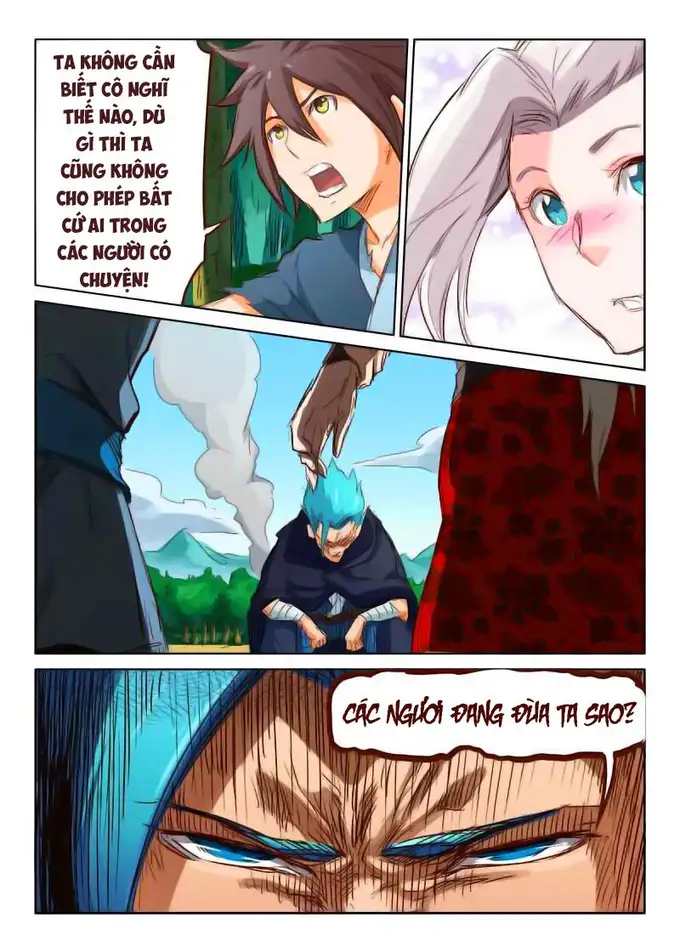 TA KHÔNG CẦN
BIẾT CÔ NGHĨ
THẾ NÀO, DÙ
GÌ THÌ TA
CŨNG KHÔNG
CHO PHÉP BẤT
CỨ AI TRONG
CÁC NGƯỜI CÓ
CHUYỆN!
CÁC NGƯƠI ĐANG ĐÙA TA SAO?